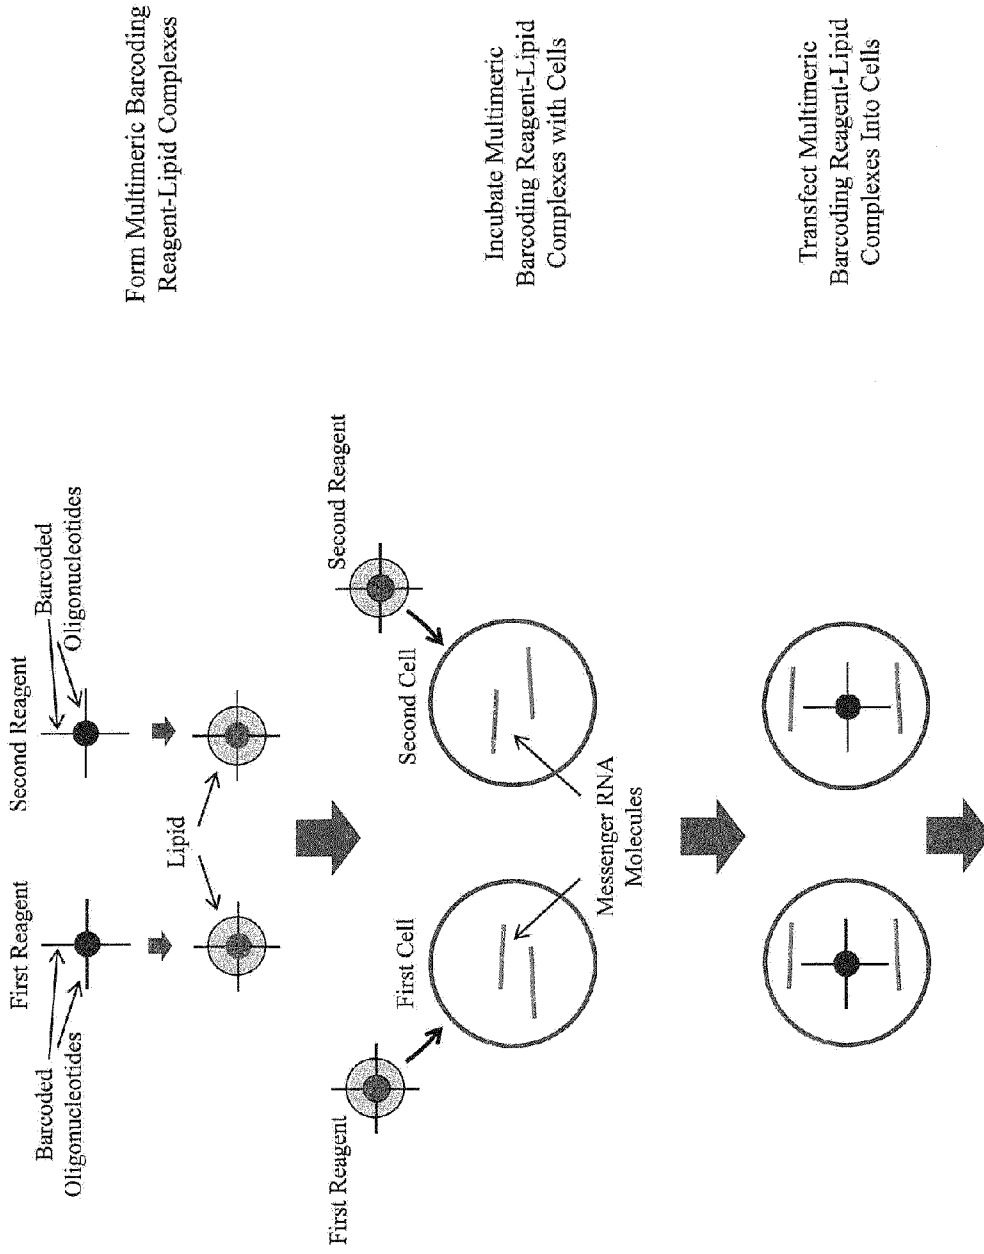 First Reagent
Second Reagent
Barcoded
Oligonucleotides
Barcoded
Oligonucleotides
Lipid
Form Multimeric Barcoding
Reagent-Lipid Complexes
First Reagent
Second Reagent
First Cell
Second Cell
Messenger RNA
Molecules
Incubate Multimeric
Barcoding Reagent-Lipid
Complexes with Cells
Transfect Multimeric
Barcoding Reagent-Lipid
Complexes Into Cells